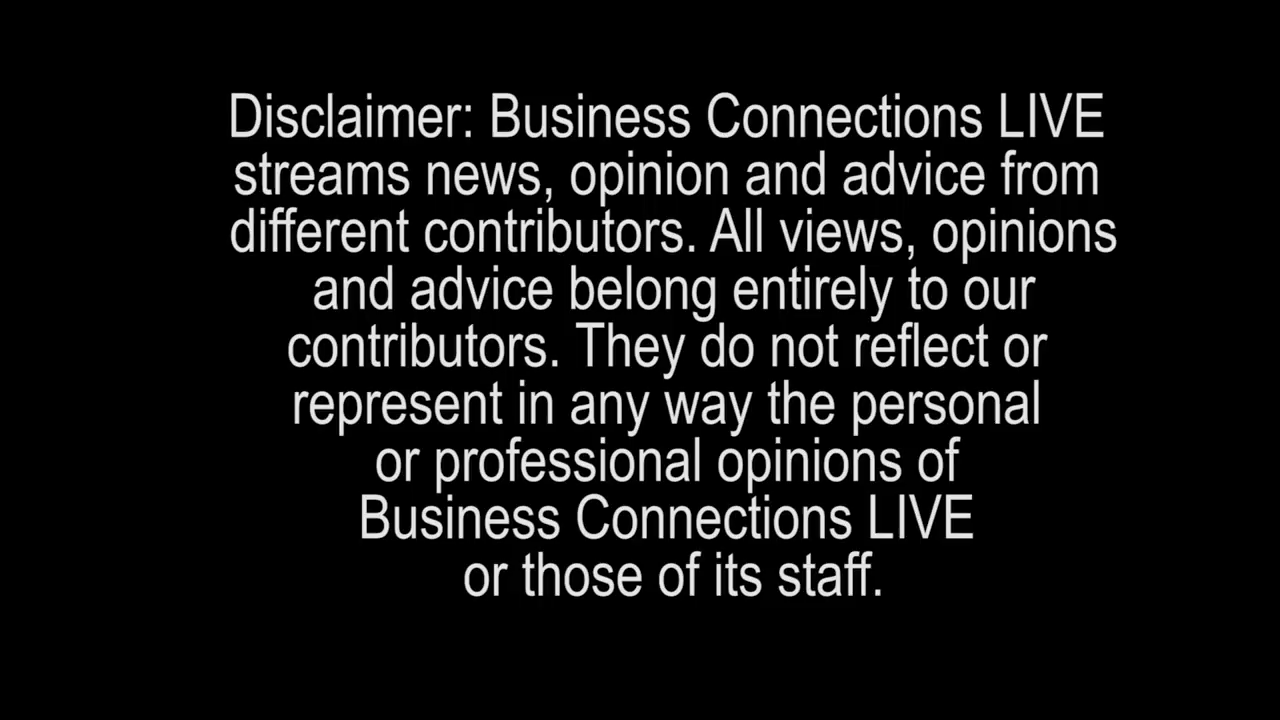 Disclaimer: Business Connections LIVE
streams news, opinion and advice from
different contributors. All views, opinions
and advice belong entirely to our
contributors. They do not reflect or
represent in any way the personal
or professional opinions of
Business Connections LIVE
or those of its staff.